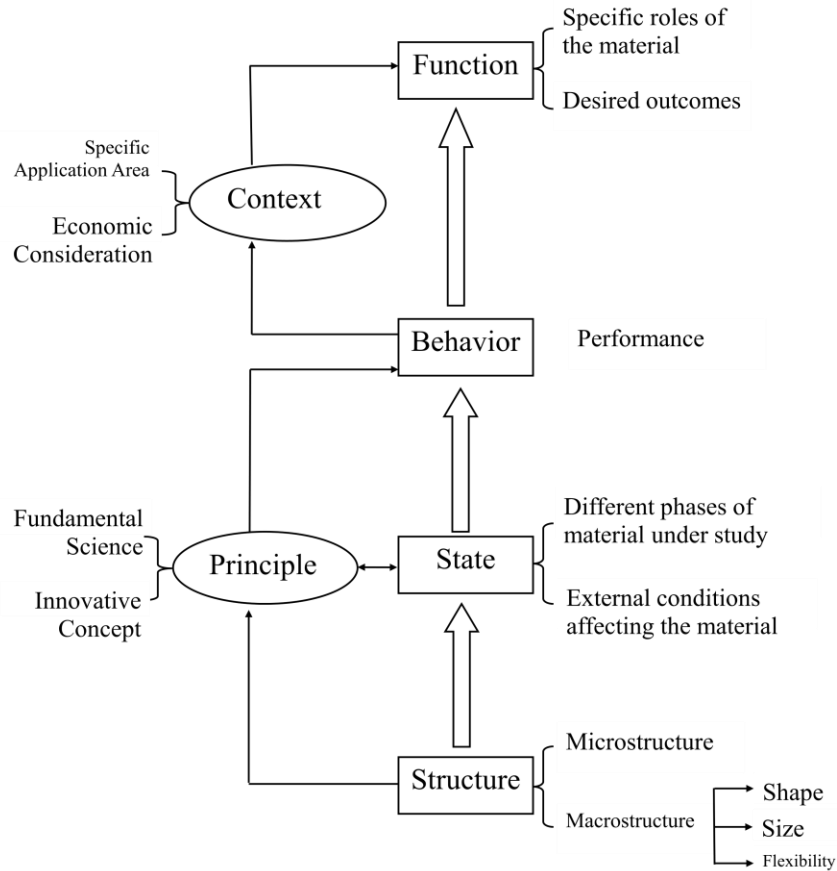 Specific roles of
the material
Function
Desired outcomes
Specific
Application Area
Context
Economic
Consideration
Behavior
Performance
Fundamental
Science
Different phases of
material under study
Principle
State
Innovative
Concept
External conditions
affecting the material
Microstructure
Structure
Macrostructure
Shape
Size
Flexibility